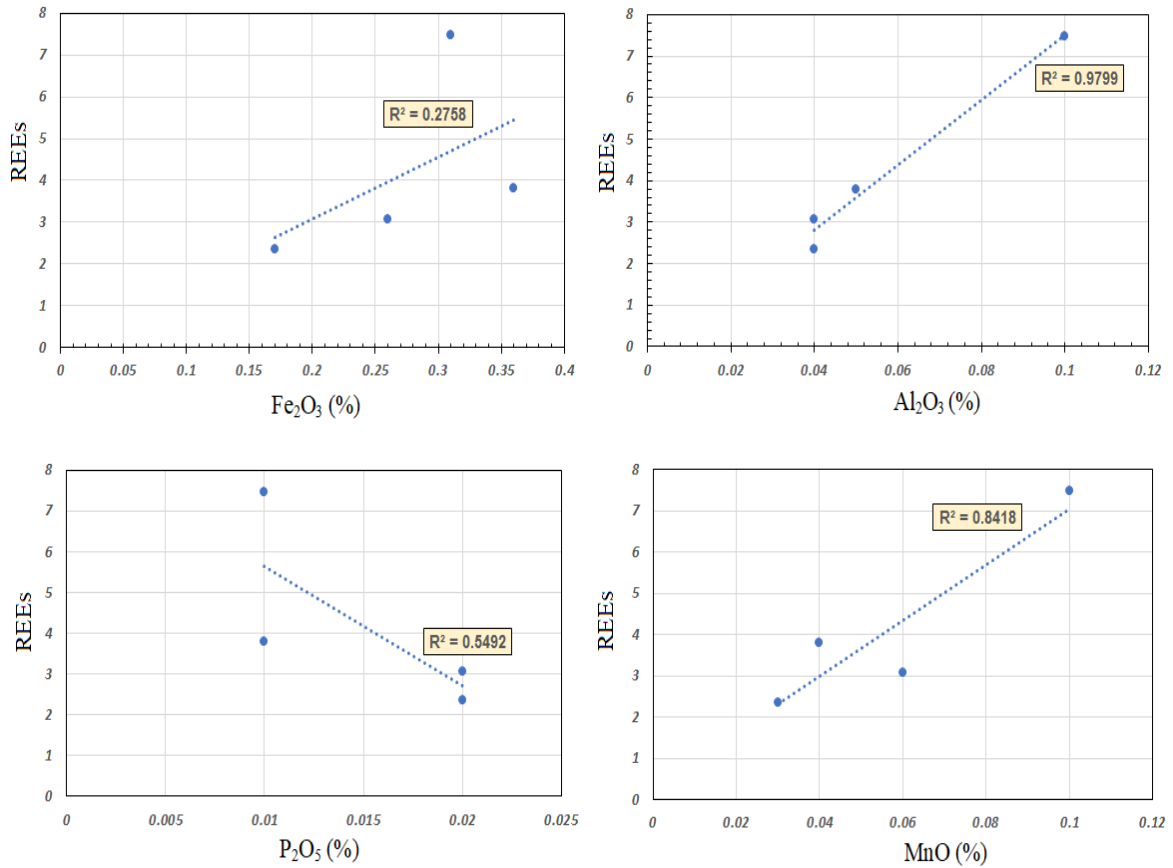 8
7
6
5
4
3
2
1
0
REEs
R² = 0.2758
0 0.05 0.1 0.15 0.2 0.25 0.3 0.35 0.4
Fe₂O₃ (%)
8
7
6
5
4
3
2
1
0
REEs
R² = 0.9799
0 0.02 0.04 0.06 0.08 0.1 0.12
Al₂O₃ (%)
8
7
6
5
4
3
2
1
0
REEs
R² = 0.5492
0 0.005 0.01 0.015 0.02 0.025
P₂O₅ (%)
8
7
6
5
4
3
2
1
0
REEs
R² = 0.8418
0 0.02 0.04 0.06 0.08 0.1 0.12
MnO (%)